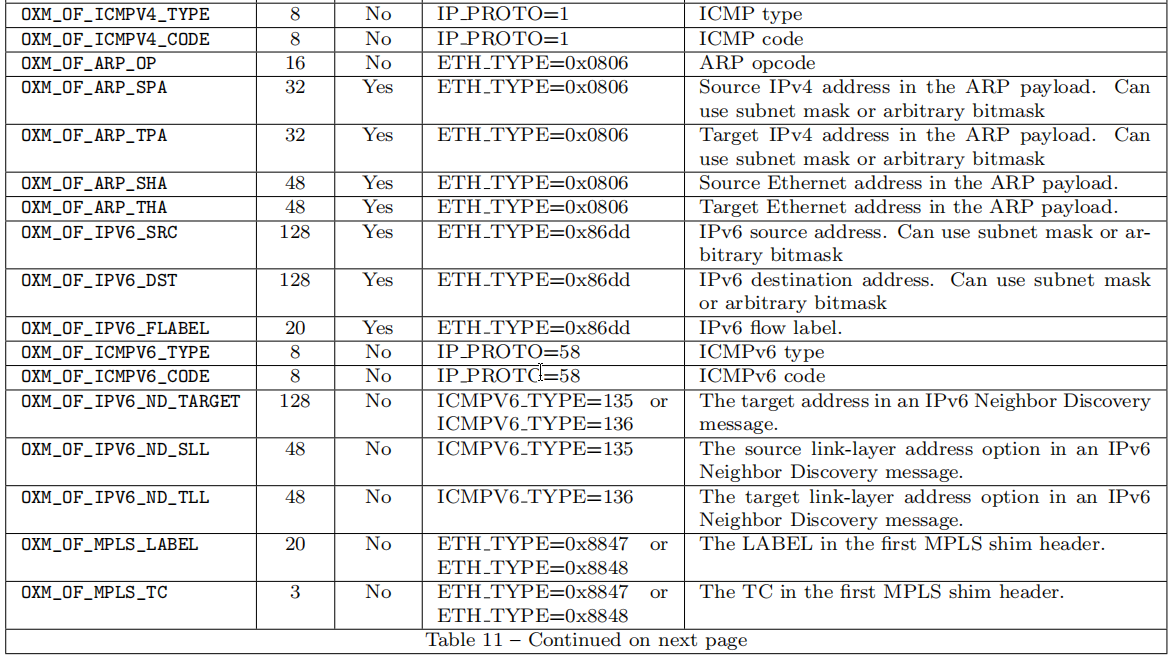 OXM_OF_ICMPV4_TYPE 8 No IP_PROTO=1 ICMP type
OXM_OF_ICMPV4_CODE 8 No IP_PROTO=1 ICMP code
OXM_OF_ARP_OP 16 No ETH_TYPE=0x0806 ARP opcode
OXM_OF_ARP_SPA 32 Yes ETH_TYPE=0x0806 Source IPv4 address in the ARP payload. Can
use subnet mask or arbitrary bitmask
OXM_OF_ARP_TPA 32 Yes ETH_TYPE=0x0806 Target IPv4 address in the ARP payload. Can
use subnet mask or arbitrary bitmask
OXM_OF_ARP_SHA 48 Yes ETH_TYPE=0x0806 Source Ethernet address in the ARP payload.
OXM_OF_ARP_THA 48 Yes ETH_TYPE=0x0806 Target Ethernet address in the ARP payload.
OXM_OF_IPV6_SRC 128 Yes ETH_TYPE=0x86dd IPv6 source address. Can use subnet mask or ar-
bitrary bitmask
OXM_OF_IPV6_DST 128 Yes ETH_TYPE=0x86dd IPv6 destination address. Can use subnet mask
or arbitrary bitmask
OXM_OF_IPV6_FLABEL 20 Yes ETH_TYPE=0x86dd IPv6 flow label.
OXM_OF_ICMPV6_TYPE 8 No IP_PROTO=58 ICMPv6 type
OXM_OF_ICMPV6_CODE 8 No IP_PROTO=58 ICMPv6 code
OXM_OF_IPV6_ND_TARGET 128 No ICMPV6_TYPE=135 or The target address in an IPv6 Neighbor Discovery
ICMPV6_TYPE=136 message.
OXM_OF_IPV6_ND_SLL 48 No ICMPV6_TYPE=135 The source link-layer address option in an IPv6
Neighbor Discovery message.
OXM_OF_IPV6_ND_TLL 48 No ICMPV6_TYPE=136 The target link-layer address option in an IPv6
Neighbor Discovery message.
OXM_OF_MPLS_LABEL 20 No ETH_TYPE=0x8847 or The LABEL in the first MPLS shim header.
ETH_TYPE=0x8848
OXM_OF_MPLS_TC 3 No ETH_TYPE=0x8847 or The TC in the first MPLS shim header.
ETH_TYPE=0x8848
Table 11 – Continued on next page